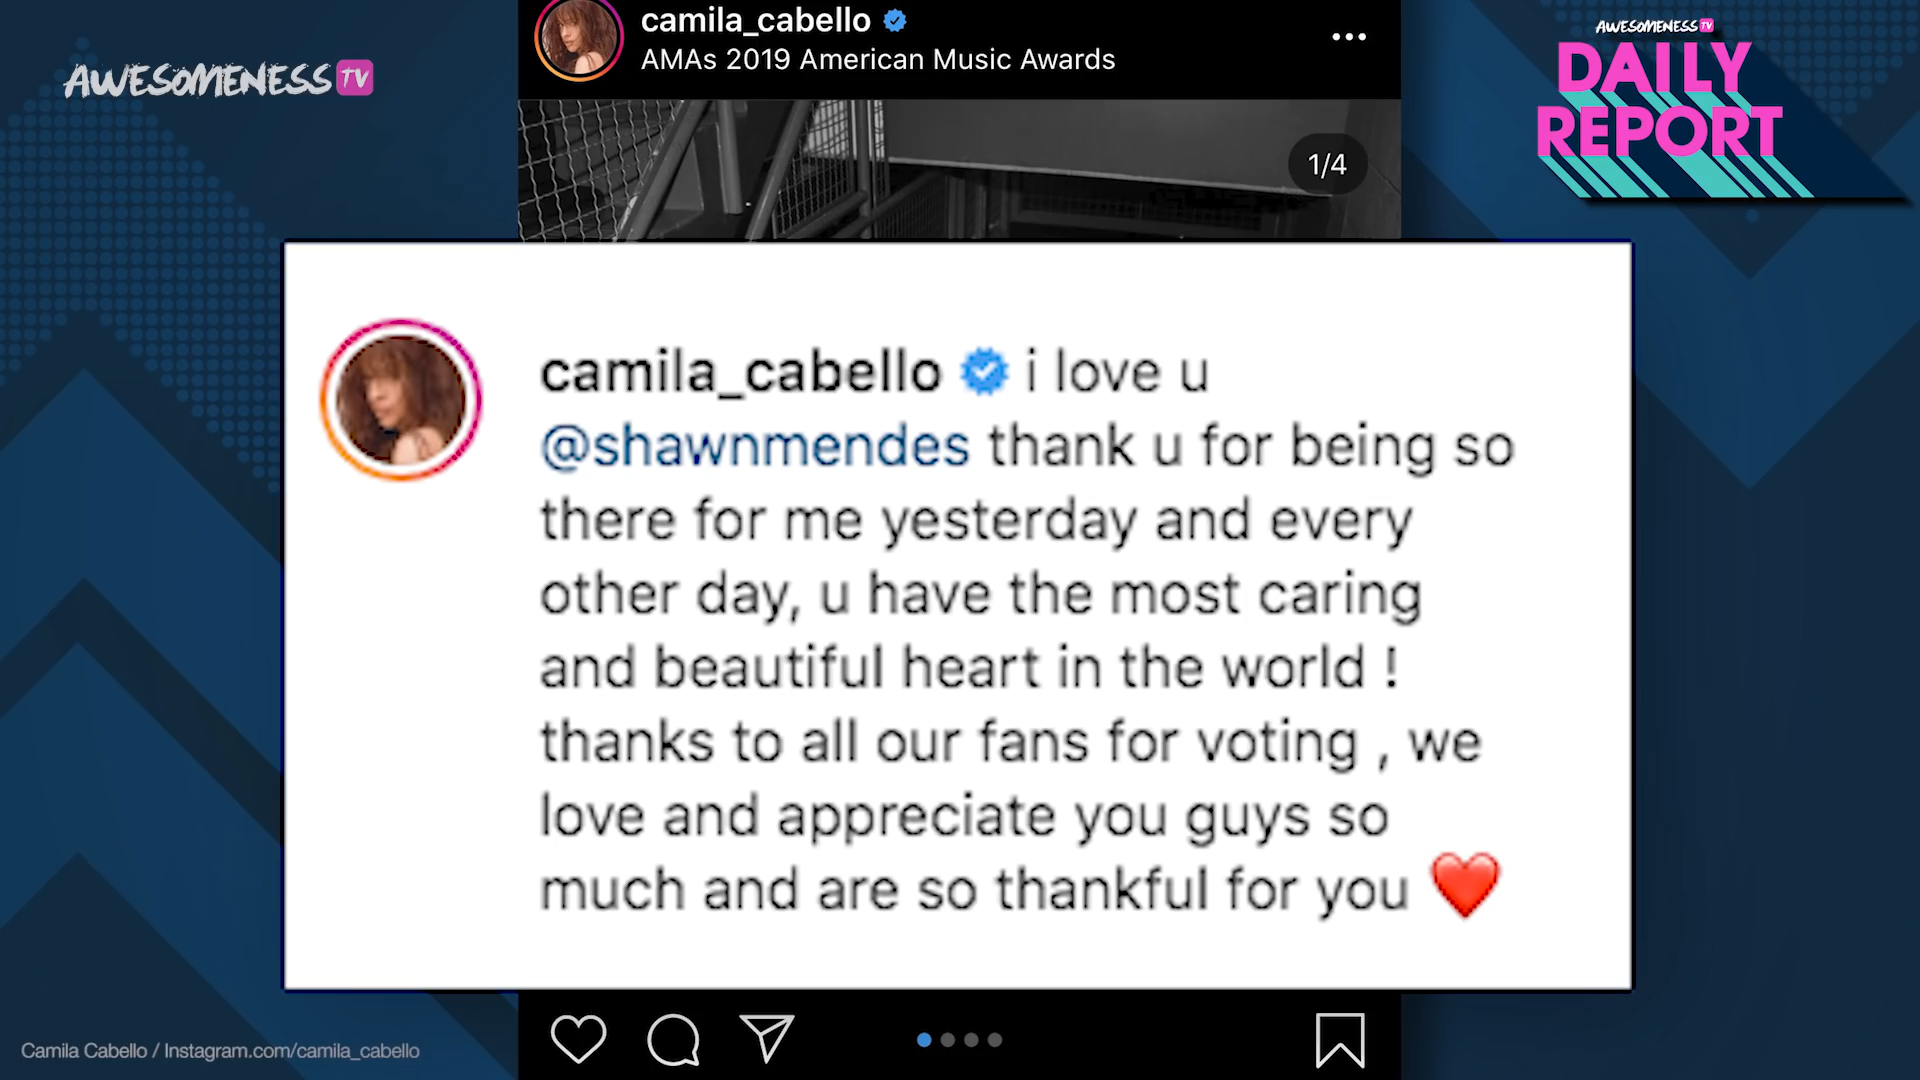 camila_cabello
AMAs 2019 American Music Awards
AWESOMENESS TV
AWESOMENESS TV
DAILY
REPORT
1/4
camila_cabello i love u
@shawnmendes thank u for being so
there for me yesterday and every
other day, u have the most caring
and beautiful heart in the world !
thanks to all our fans for voting , we
love and appreciate you guys so
much and are so thankful for you ❤️
Camila Cabello / Instagram.com/camila_cabello